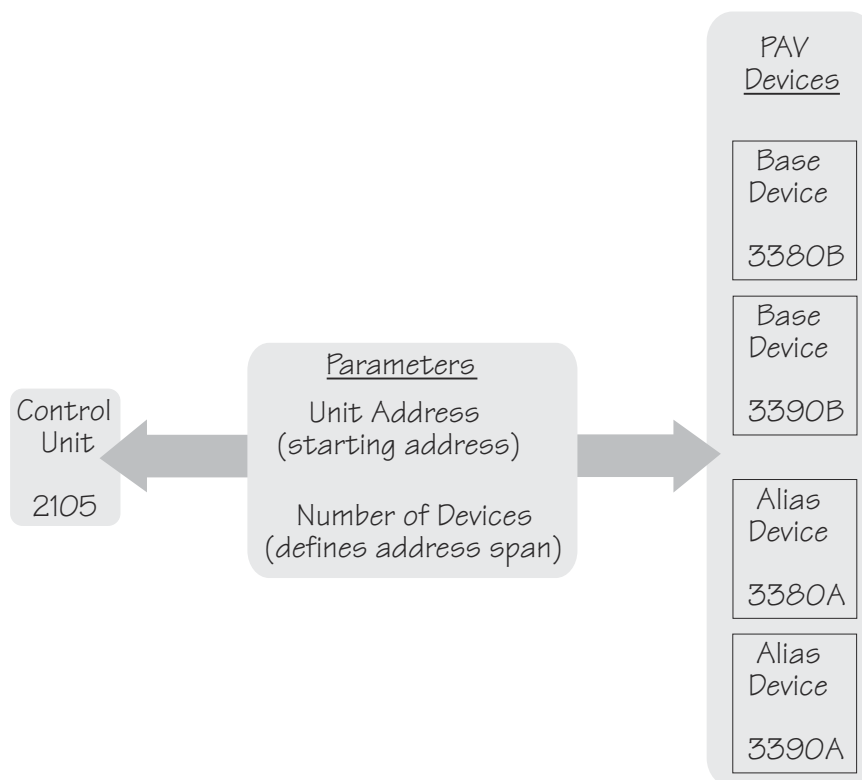 Control
Unit
2105
Parameters
Unit Address
(starting address)
Number of Devices
(defines address span)
PAV
Devices
Base
Device
3380B
Base
Device
3390B
Alias
Device
3380A
Alias
Device
3390A